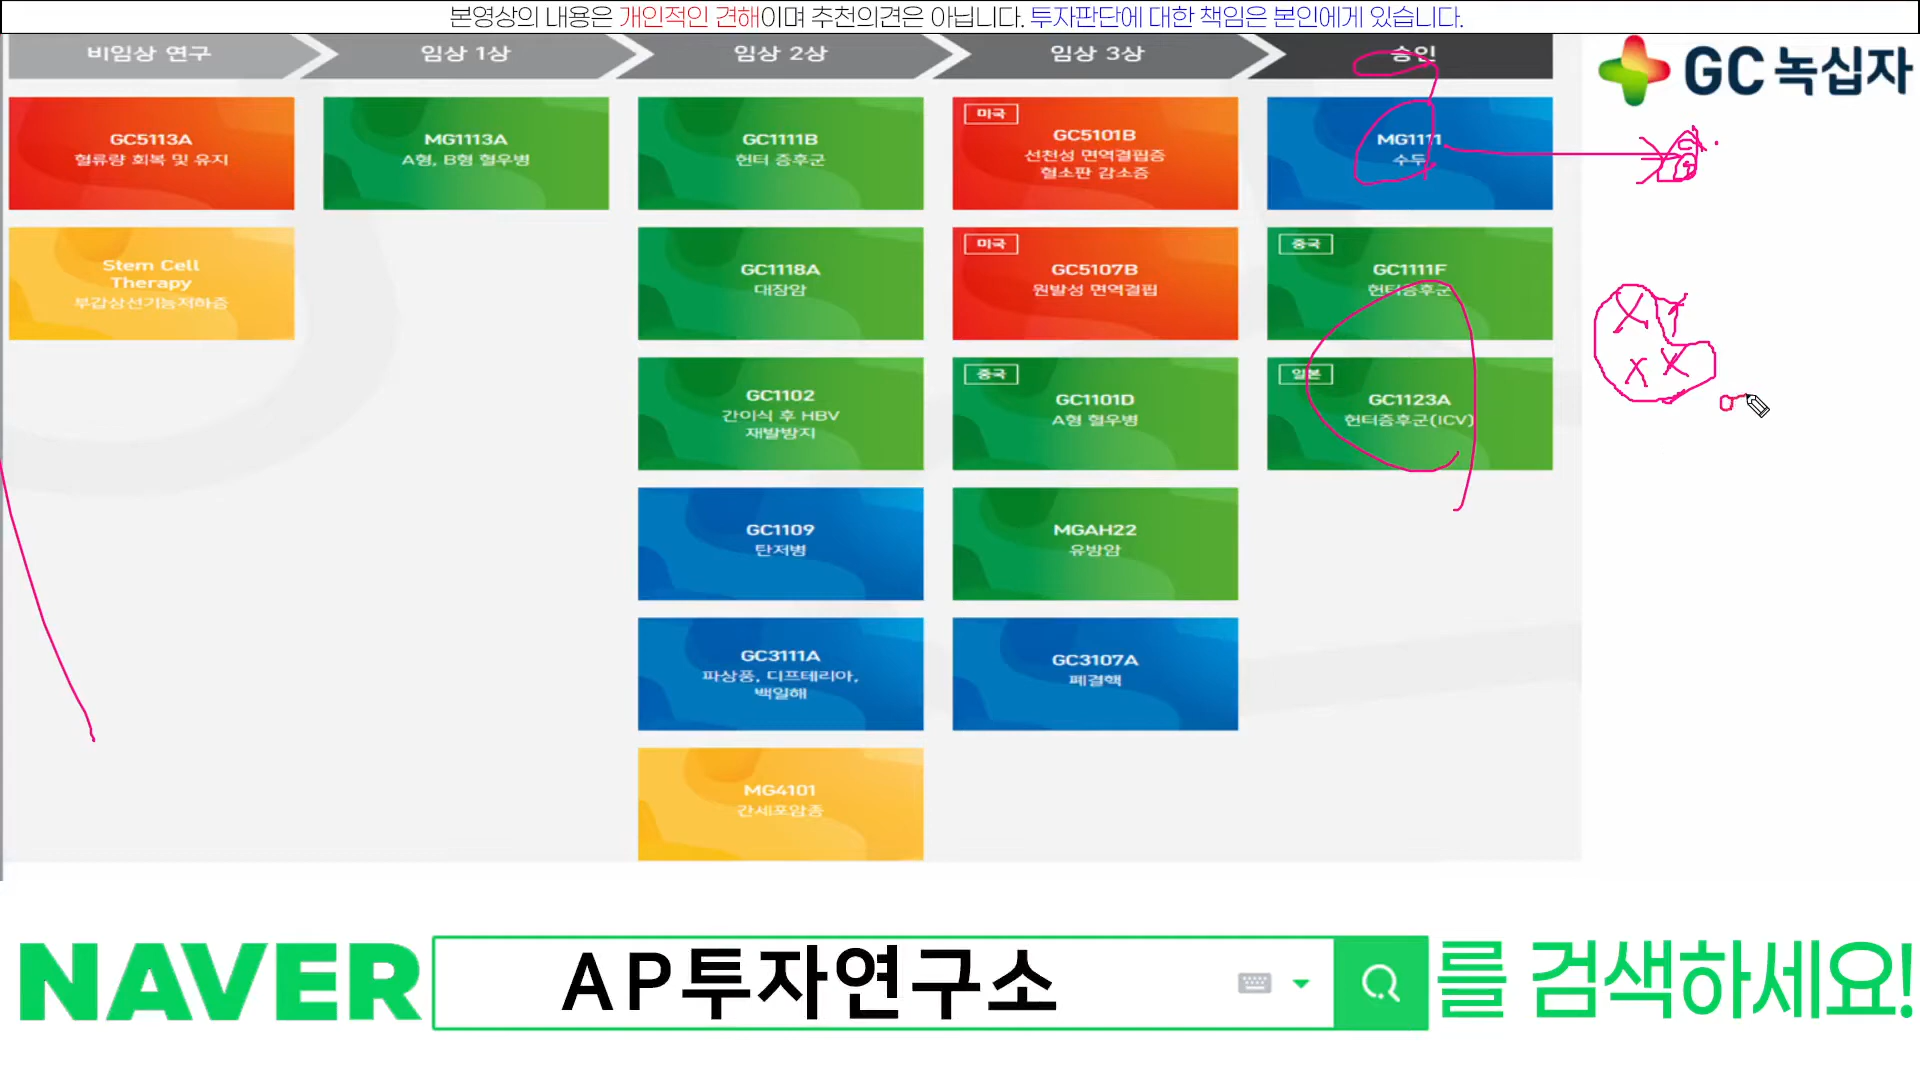 본영상의 내용은 개인적인 견해이며 추천의견은 아닙니다. 투자판단에 대한 책임은 본인에게 있습니다.
비임상 연구
임상 1상
임상 2상
임상 3상
승인
GC 녹십자
GC5113A
혈류량 회복 및 유지
MG1113A
A형, B형 혈우병
GC1111B
헌터 증후군
미국
GC5101B
선천성 면역결핍증
혈소판 감소증
MG1111
수두
Stem Cell
Therapy
부갑상선기능저하증
GC1118A
대장암
미국
GC5107B
원발성 면역결핍
중국
GC1111F
헌터증후군
GC1102
간이식 후 HBV
재발방지
중국
GC1101D
A형 혈우병
일본
GC1123A
헌터증후군(ICV)
GC1109
탄저병
MGAH22
유방암
GC3111A
파상풍, 디프테리아,
백일해
GC3107A
폐결핵
MG4101
간세포암종
NAVER AP투자연구소 를 검색하세요!